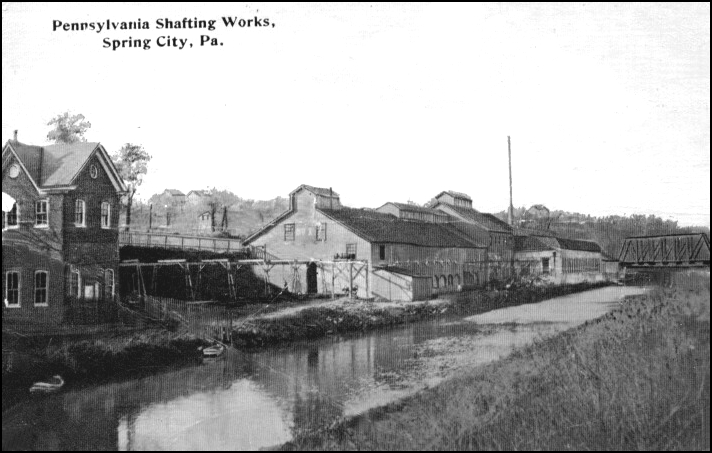 Pennsylvania Shafting Works,
Spring City, Pa.